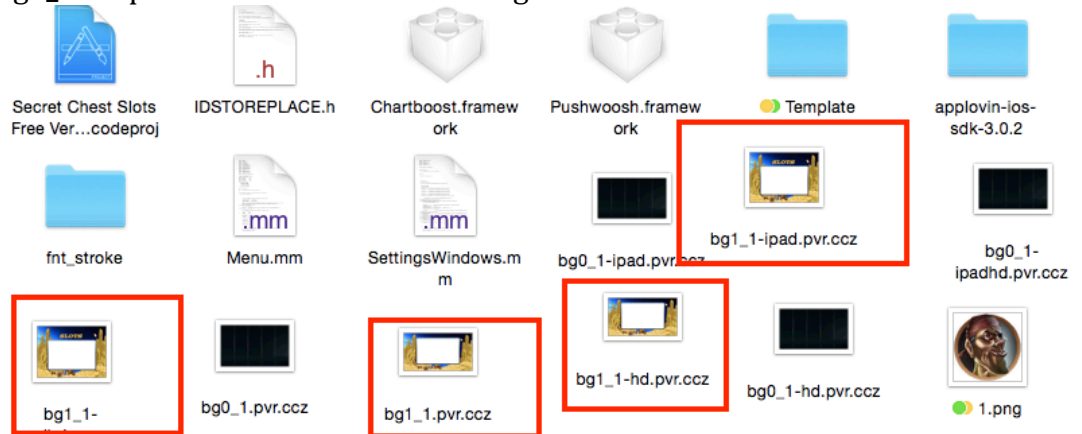 .h
Secret Chest Slots
Free Ver...codeproj
IDSTOREPLACE.h
Chartboost.framew
ork
Pushwoosh.framew
ork
Template
applovin-ios-
sdk-3.0.2
.mm
.mm
SLOTS
fnt_stroke
Menu.mm
SettingsWindows.m
m
bg0_1-ipad.pvr.ccz
bg1_1-ipad.pvr.ccz
bg0_1-
ipadhd.pvr.ccz
SLOTS
bg1_1-
bg0_1.pvr.ccz
bg1_1.pvr.ccz
bg1_1-hd.pvr.ccz
bg0_1-hd.pvr.ccz
1.png